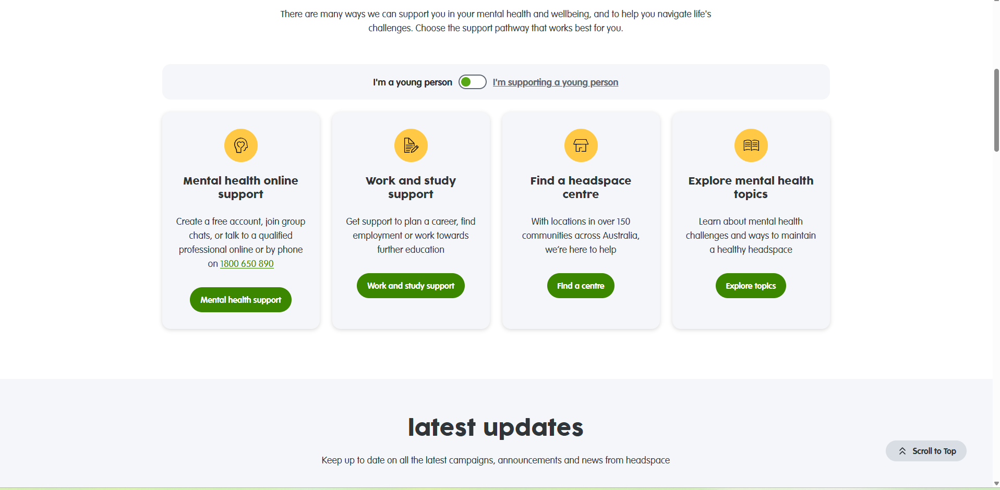 There are many ways we can support you in your mental health and wellbeing, and to help you navigate life's
challenges. Choose the support pathway that works best for you.
I'm a young person
I'm supporting a young person
Mental health online
support
Create a free account, join group
chats, or talk to a qualified
professional online or by phone
on 1800 650 890
Mental health support
Work and study
support
Get support to plan a career, find
employment or work towards
further education
Work and study support
Find a headspace
centre
With locations in over 150
communities across Australia,
we’re here to help
Find a centre
Explore mental health
topics
Learn about mental health
challenges and ways to maintain
a healthy headspace
Explore topics
latest updates
Keep up to date on all the latest campaigns, announcements and news from headspace
Scroll to Top